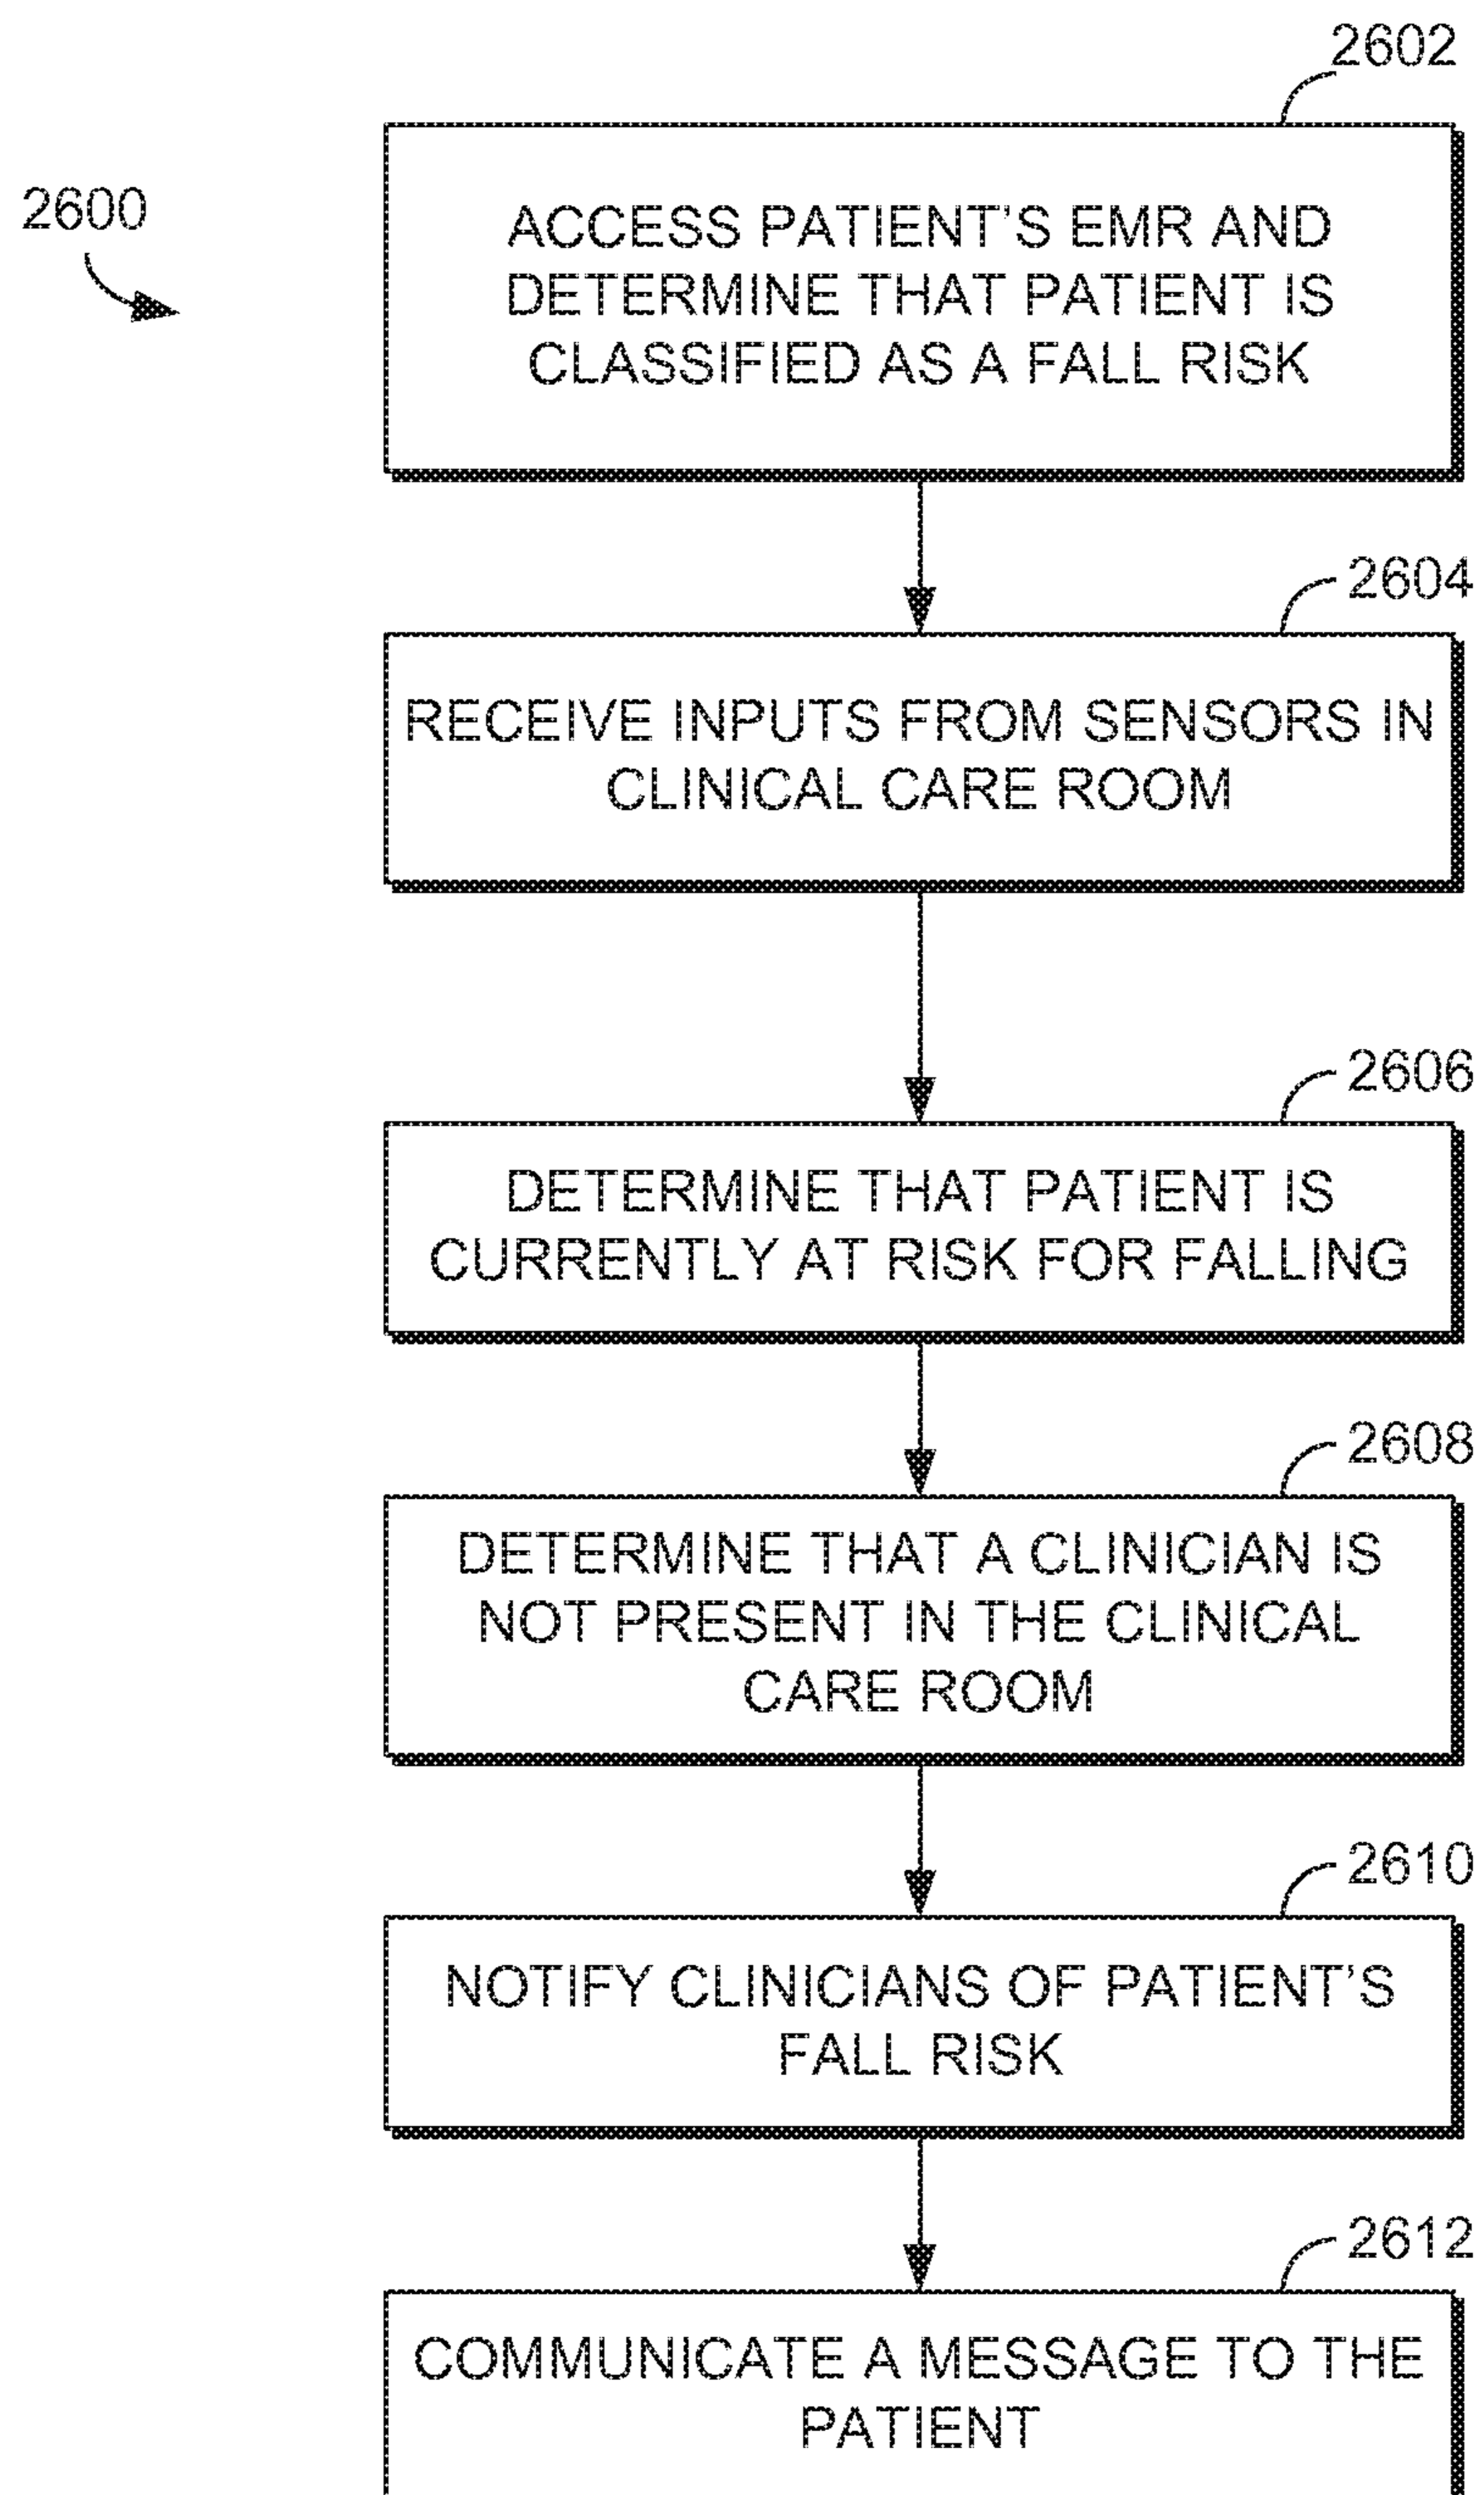 2602
2600
ACCESS PATIENT'S EMR AND
DETERMINE THAT PATIENT IS
CLASSIFIED AS A FALL RISK
2604
RECEIVE INPUTS FROM SENSORS IN
CLINICAL CARE ROOM
2606
DETERMINE THAT PATIENT IS
CURRENTLY AT RISK FOR FALLING
2608
DETERMINE THAT A CLINICIAN IS
NOT PRESENT IN THE CLINICAL
CARE ROOM
2610
NOTIFY CLINICIANS OF PATIENT'S
FALL RISK
2612
COMMUNICATE A MESSAGE TO THE
PATIENT